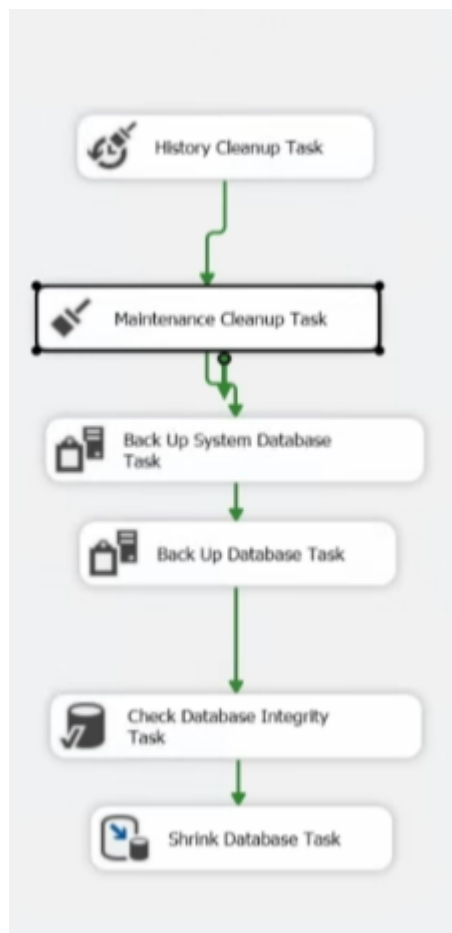 History Cleanup Task
Maintenance Cleanup Task
Back Up System Database
Task
Back Up Database Task
Check Database Integrity
Task
Shrink Database Task